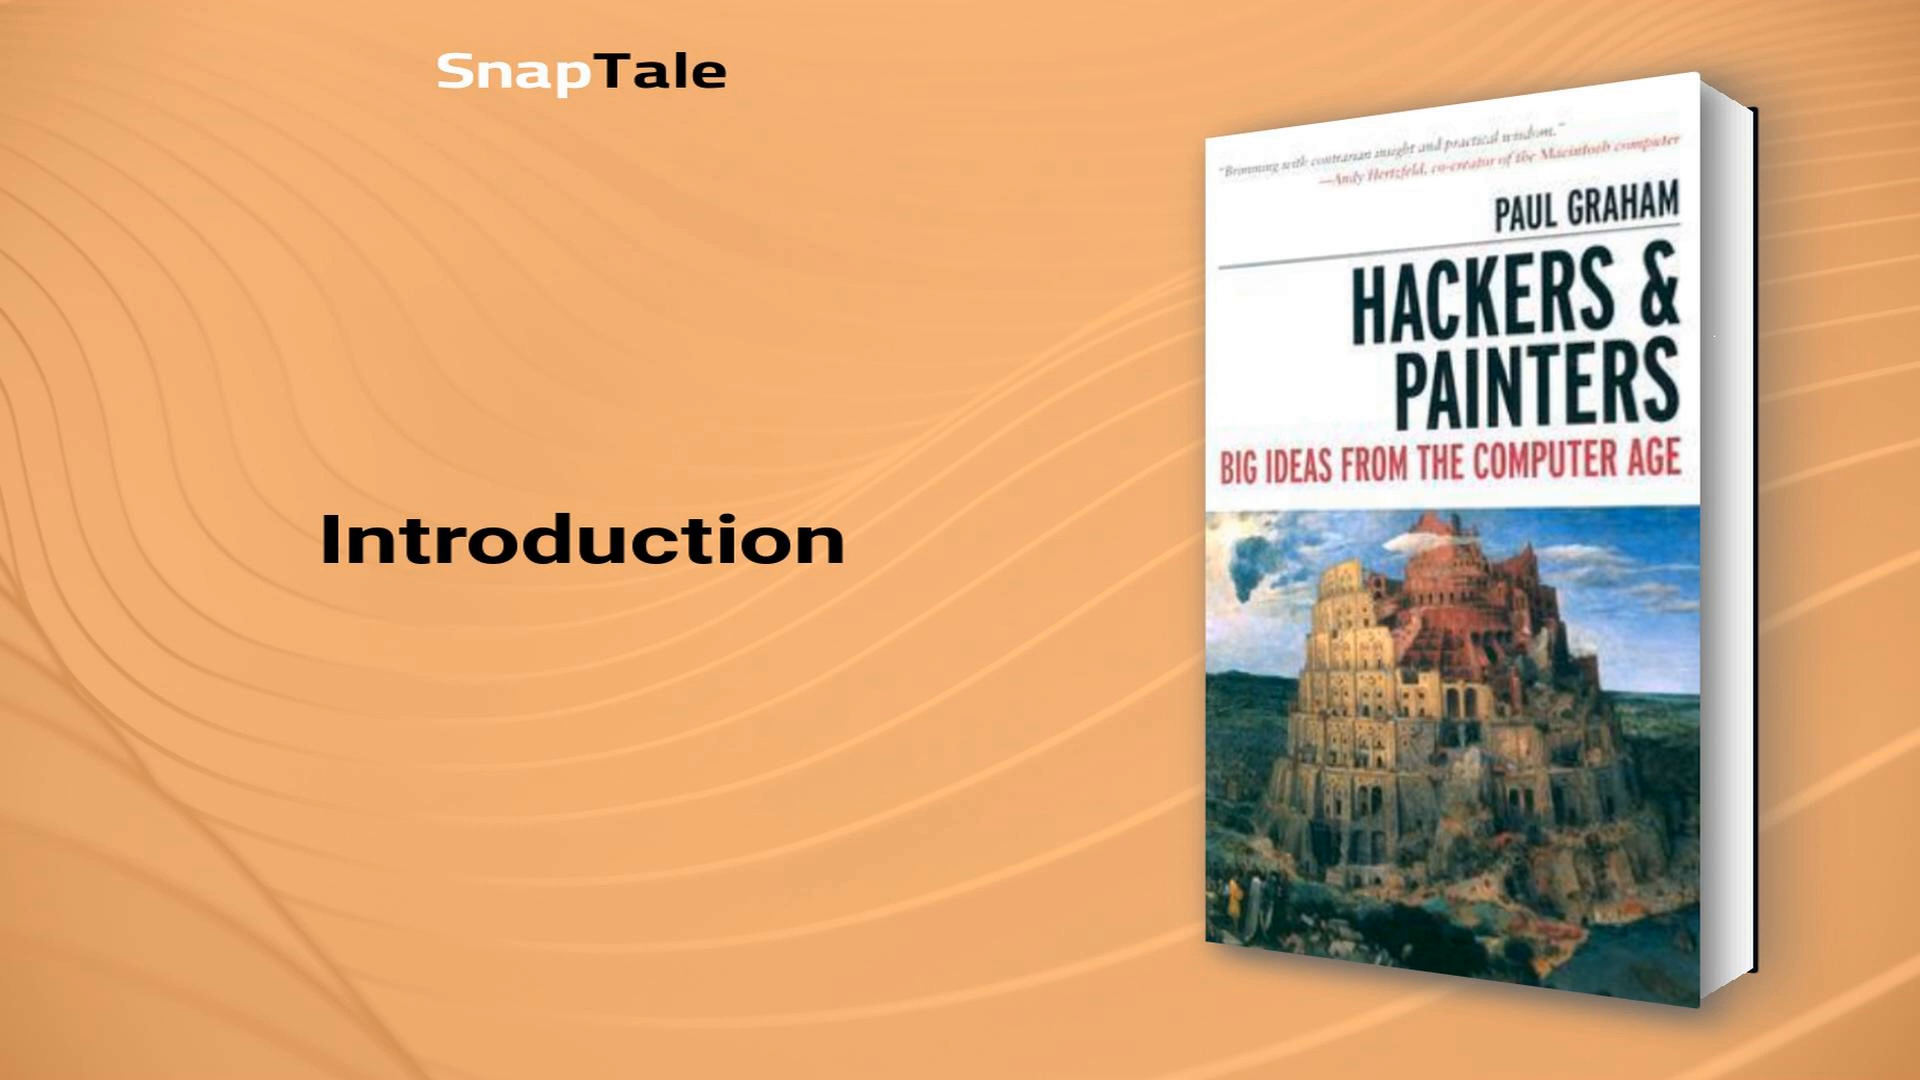 SnapTale
Introduction
"Brimming with contrarian insight and practical wisdom."
—Andy Hertzfeld, co-creator of the Macintosh computer
PAUL GRAHAM
HACKERS &
PAINTERS
BIG IDEAS FROM THE COMPUTER AGE